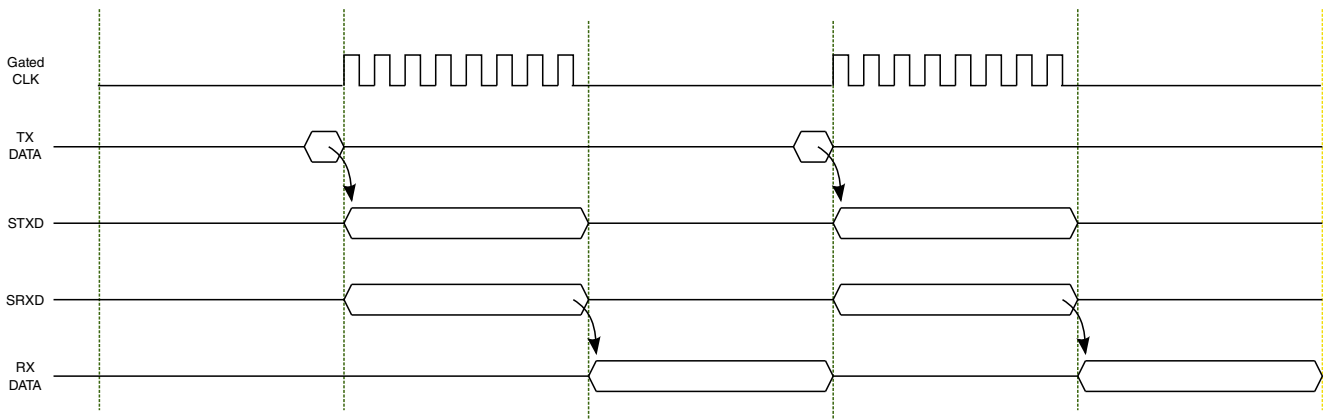 Gated
CLK
TX
DATA
STXD
SRXD
RX
DATA